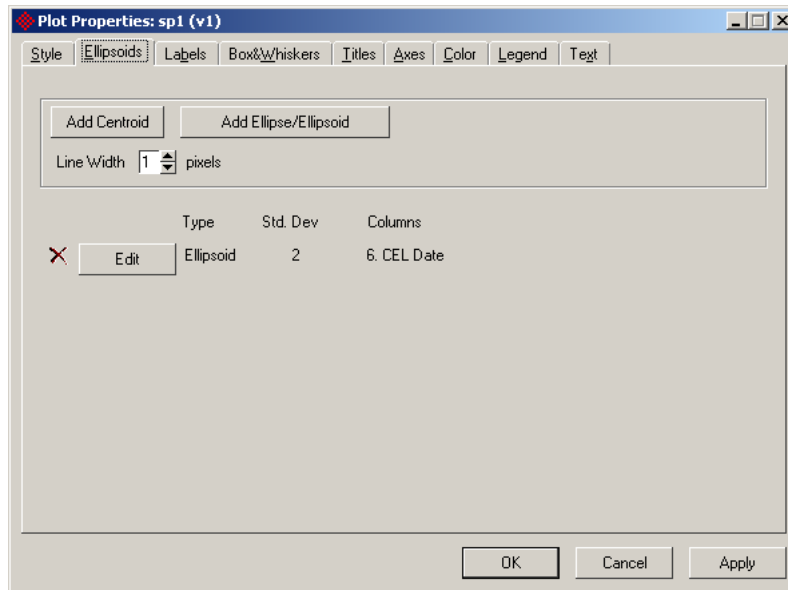 Plot Properties: sp1 (v1)
Style Ellipsoids Labels Box&Whiskers Titles Axes Color Legend Text
Add Centroid Add Ellipse/Ellipsoid
Line Width 1 pixels
Type Std. Dev Columns
Edit Ellipsoid 2 6. CEL Date
OK Cancel Apply